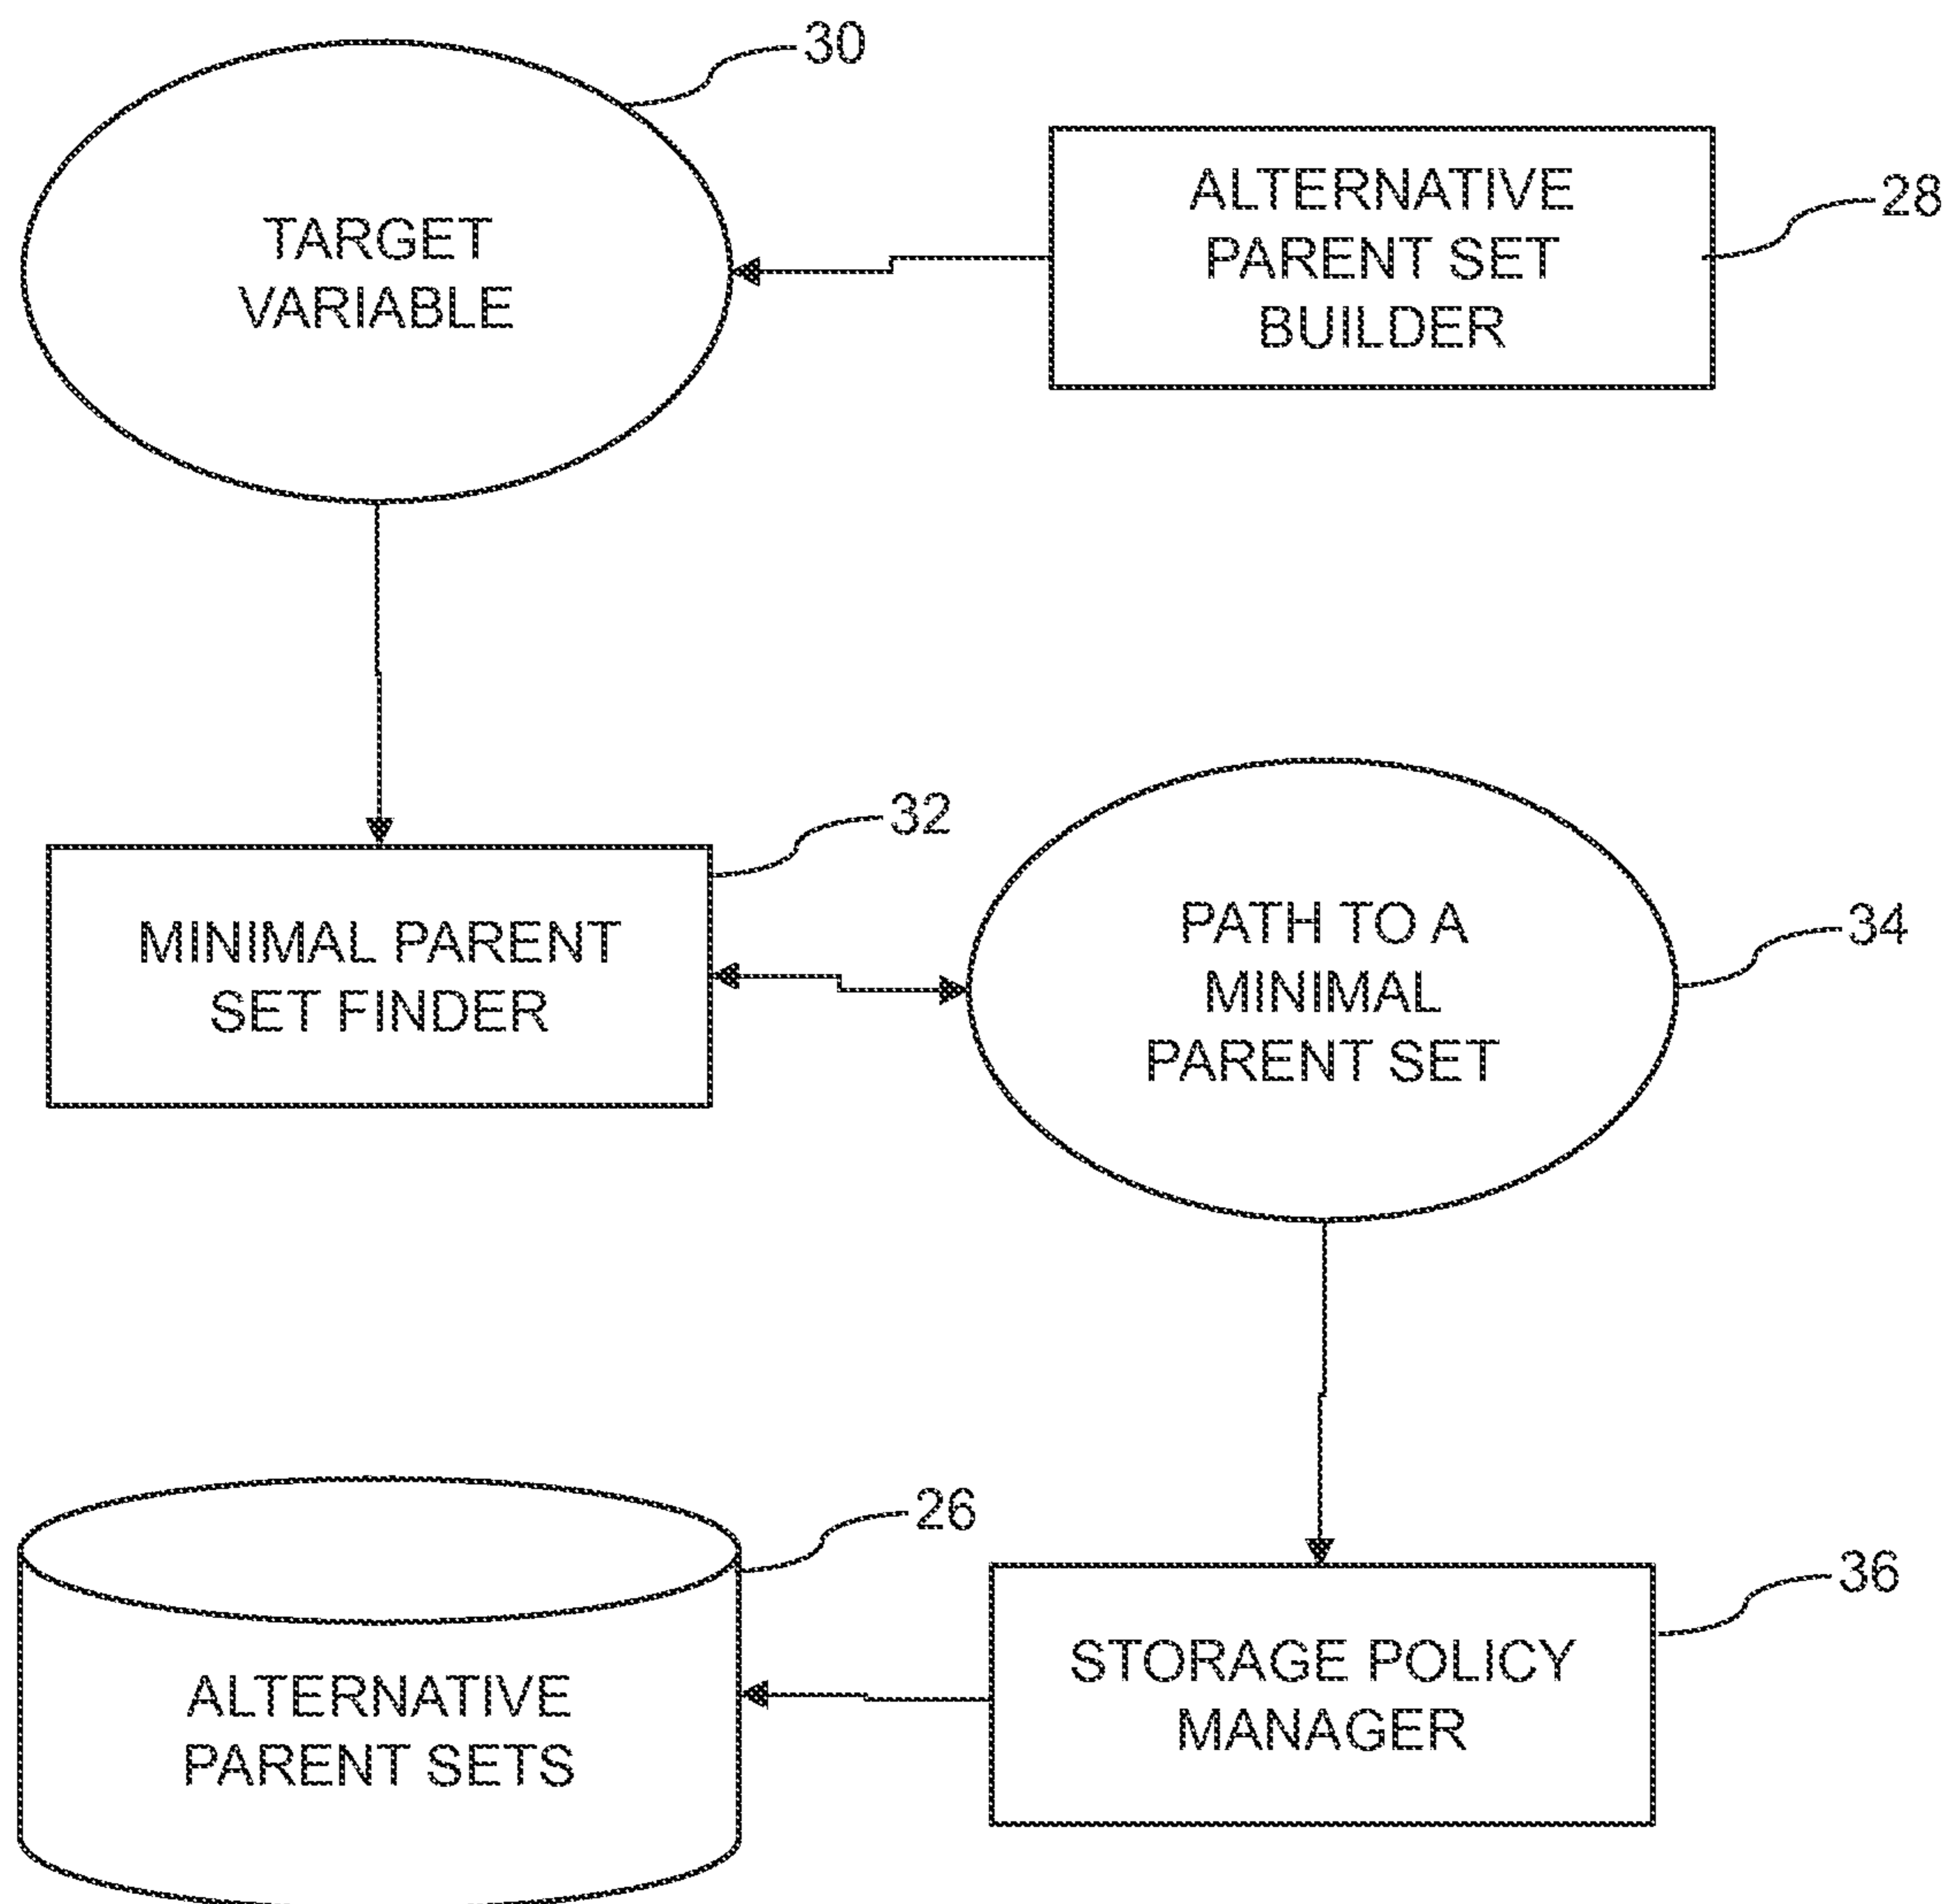 30
TARGET
VARIABLE
ALTERNATIVE
PARENT SET
BUILDER
28
32
MINIMAL PARENT
SET FINDER
PATH TO A
MINIMAL
PARENT SET
34
26
ALTERNATIVE
PARENT SETS
STORAGE POLICY
MANAGER
36